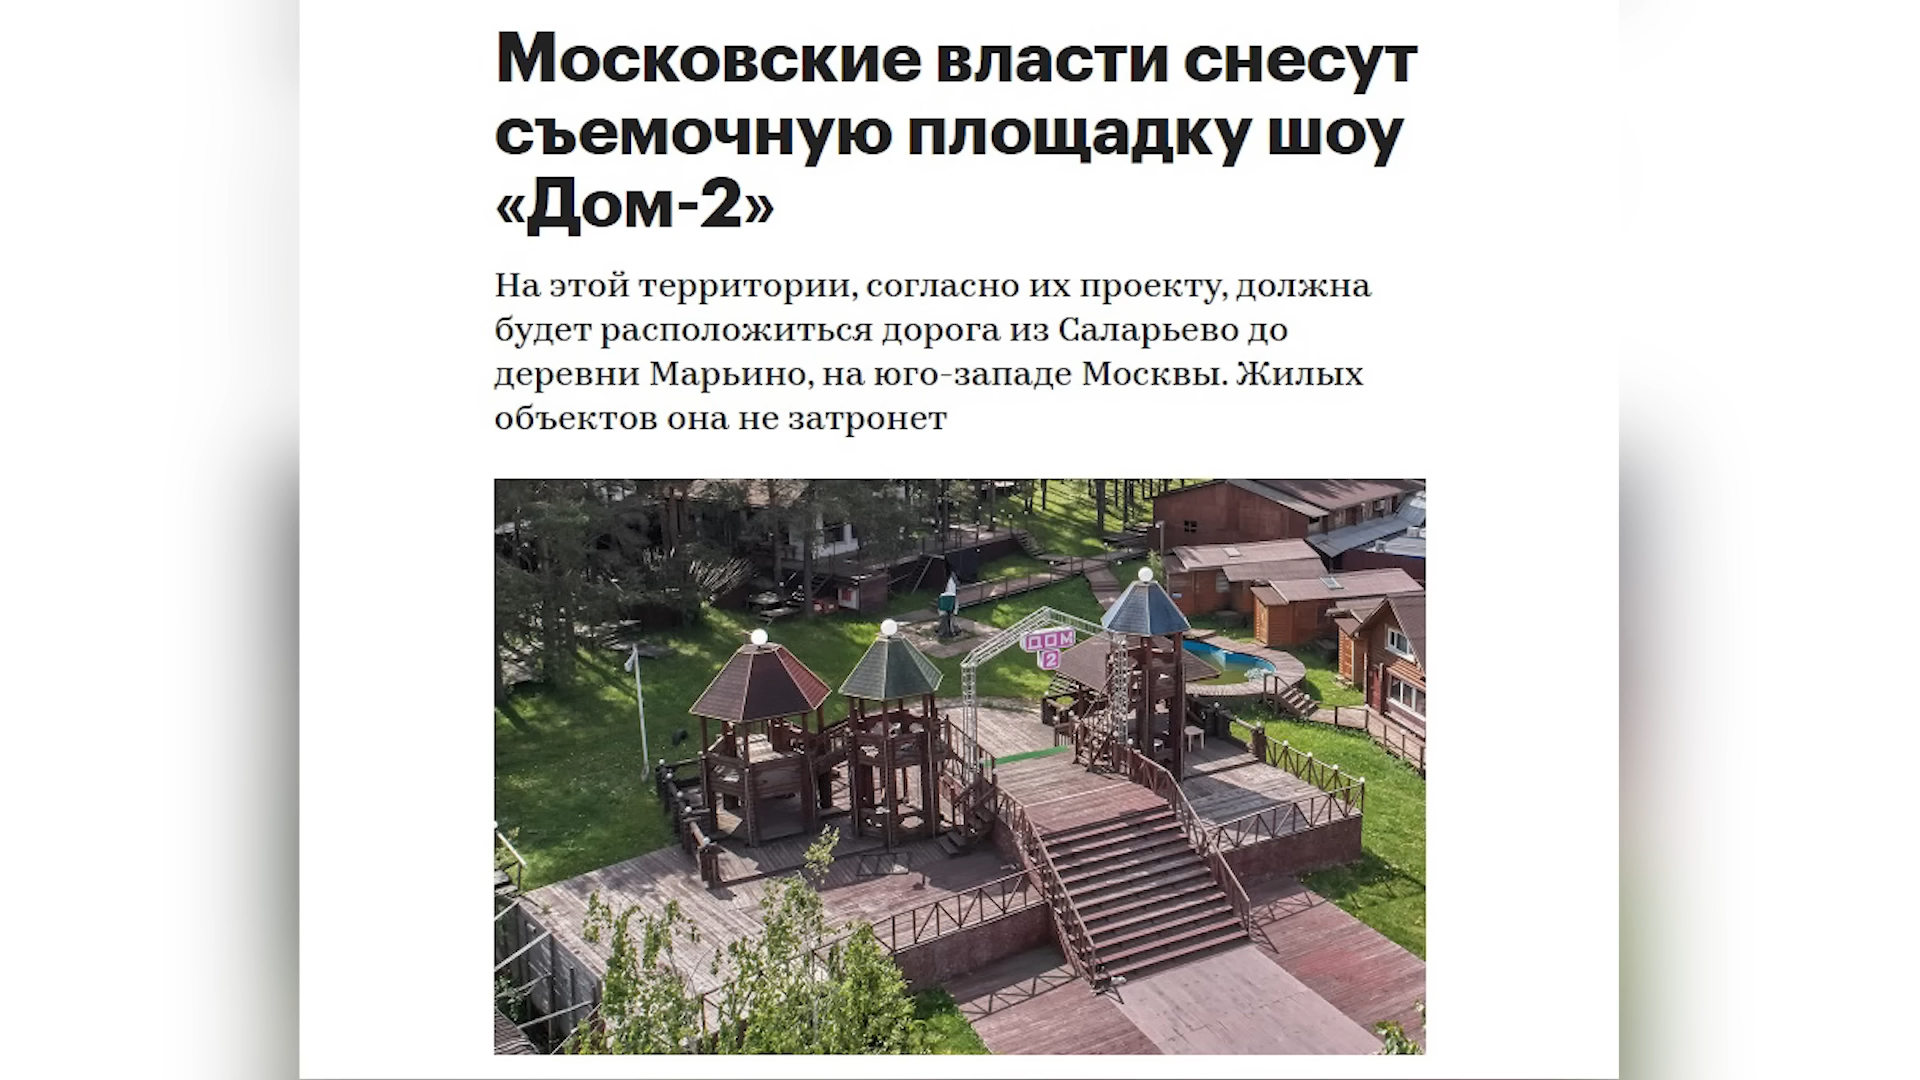 Московские власти снесут
съемочную площадку шоу
«Дом-2»
На этой территории, согласно их проекту, должна
будет расположиться дорога из Саларьево до
деревни Марьино, на юго-западе Москвы. Жилых
объектов она не затронет
ДОМ
2